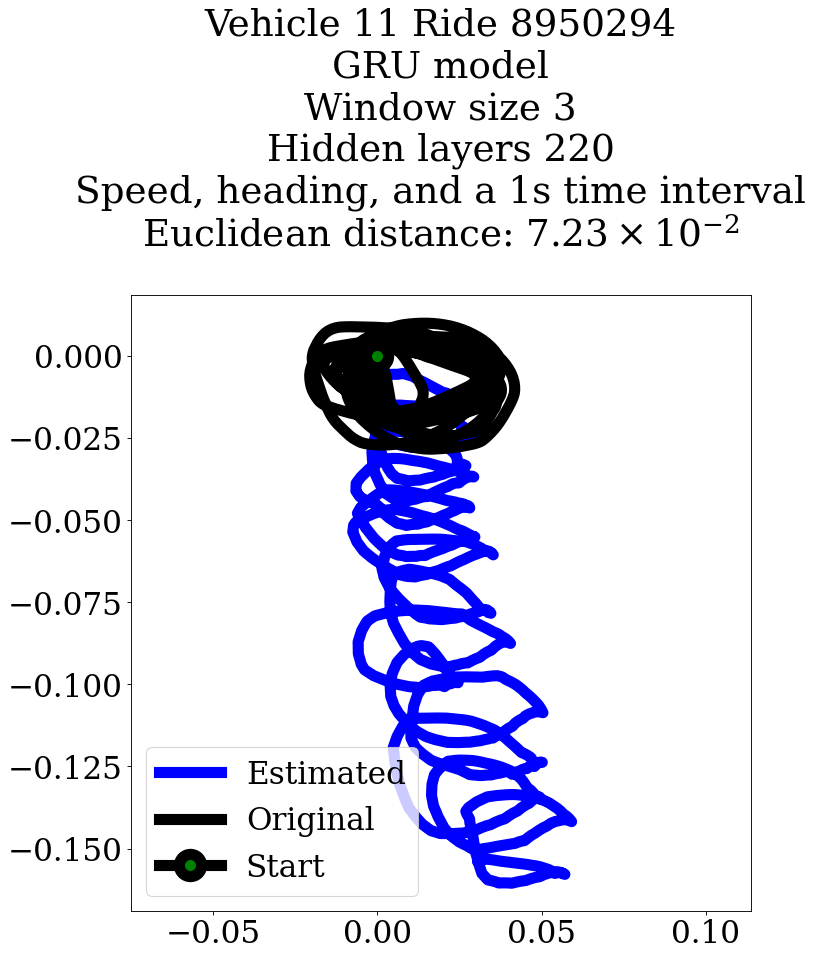 Vehicle 11 Ride 8950294
GRU model
Window size 3
Hidden layers 220
Speed, heading, and a 1s time interval
Euclidean distance: 7.23 × 10⁻²
0.000
−0.025
−0.050
−0.075
−0.100
−0.125
−0.150
Estimated
Original
Start
−0.05 0.00 0.05 0.10